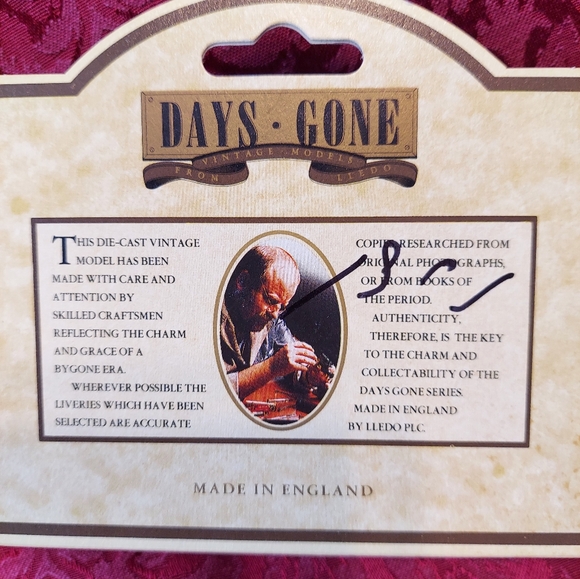 DAYS · GONE
VINTAGE · MODELS
FROM LLEDO
THIS DIE-CAST VINTAGE
MODEL HAS BEEN
MADE WITH CARE AND
ATTENTION BY
SKILLED CRAFTSMEN
REFLECTING THE CHARM
AND GRACE OF A
BYGONE ERA.
WHEREVER POSSIBLE THE
LIVERIES WHICH HAVE BEEN
SELECTED ARE ACCURATE
COPIES RESEARCHED FROM
ORIGINAL PHOTOGRAPHS,
OR FROM BOOKS OF
THE PERIOD.
AUTHENTICITY,
THEREFORE, IS THE KEY
TO THE CHARM AND
COLLECTABILITY OF THE
DAYS GONE SERIES.
MADE IN ENGLAND
BY LLEDO PLC.
MADE IN ENGLAND